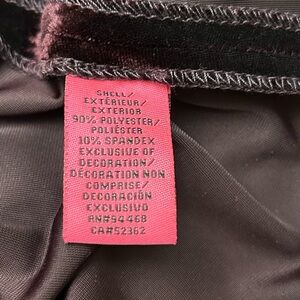 SHELL/
EXTÉRIEUR/
EXTERIOR
90% POLYESTER/
POLIÉSTER
10% SPANDEX
EXCLUSIVE OF
DECORATION/
DÉCORATION NON
COMPRISE/
DECORACIÓN
EXCLUSIVO
RN#94468
CA#52362